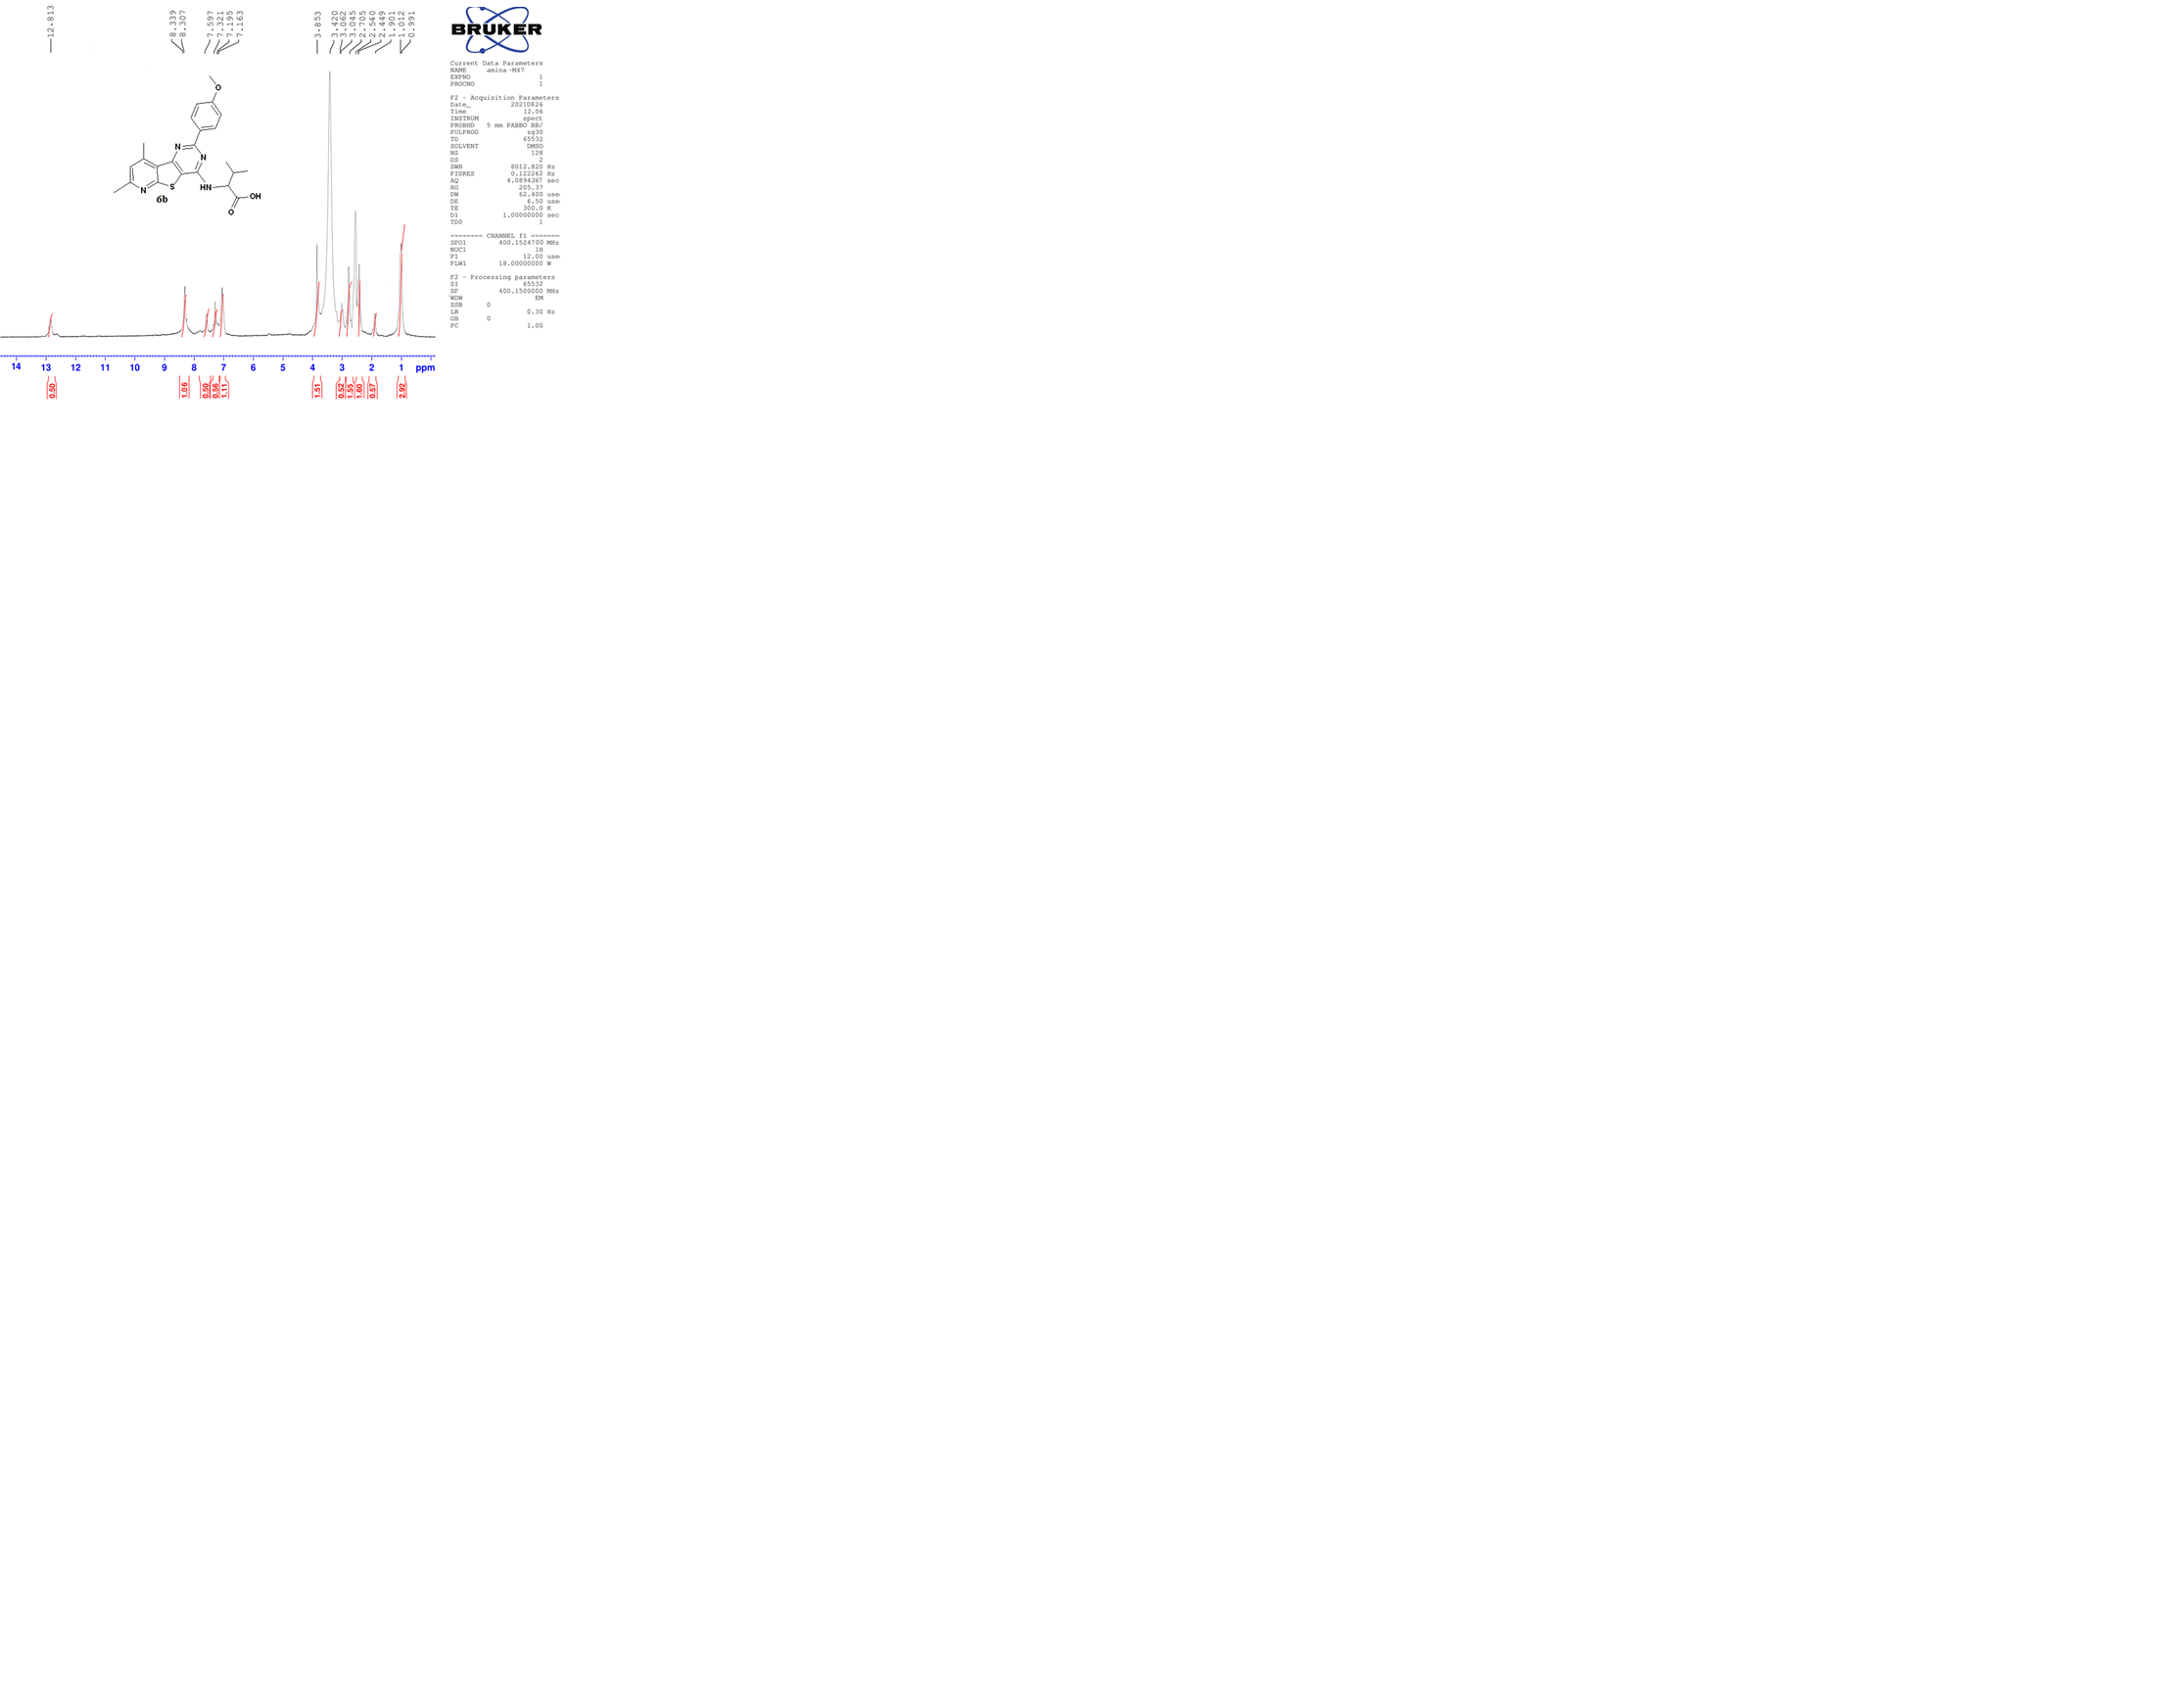 12.813
8.339
8.307
7.597
7.321
7.195
7.163
3.853
3.420
3.062
3.045
2.705
2.540
2.449
1.901
1.012
0.991
BRUKER
Current Data Parameters
NAME amina-M47
EXPNO 1
PROCNO 1
F2 - Acquisition Parameters
Date_ 20210826
Time 12.06
INSTRUM spect
PROBHD 5 mm PABBO BB/
PULPROG zg30
TD 65532
SOLVENT DMSO
NS 128
DS 2
SWH 8012.820 Hz
FIDRES 0.122262 Hz
AQ 4.0894267 sec
RG 205.37
DW 62.400 use
DE 6.50 use
TE 300.0 K
D1 1.00000000 sec
TD0 1
======== CHANNEL f1 =======
SFO1 400.1524700 MHz
NUC1 1H
P1 12.00 use
PLW1 18.00000000 W
F2 - Processing parameters
SI 65532
SF 400.1500000 MHz
WDW EM
SSB 0
LB 0.30 Hz
GB 0
PC 1.00
O
N
N
N
S
HN
OH
O
6b
14 13 12 11 10 9 8 7 6 5 4 3 2 1 ppm
0.50
1.06
0.50
0.56
1.11
1.51
0.52
1.55
1.60
0.57
2.92